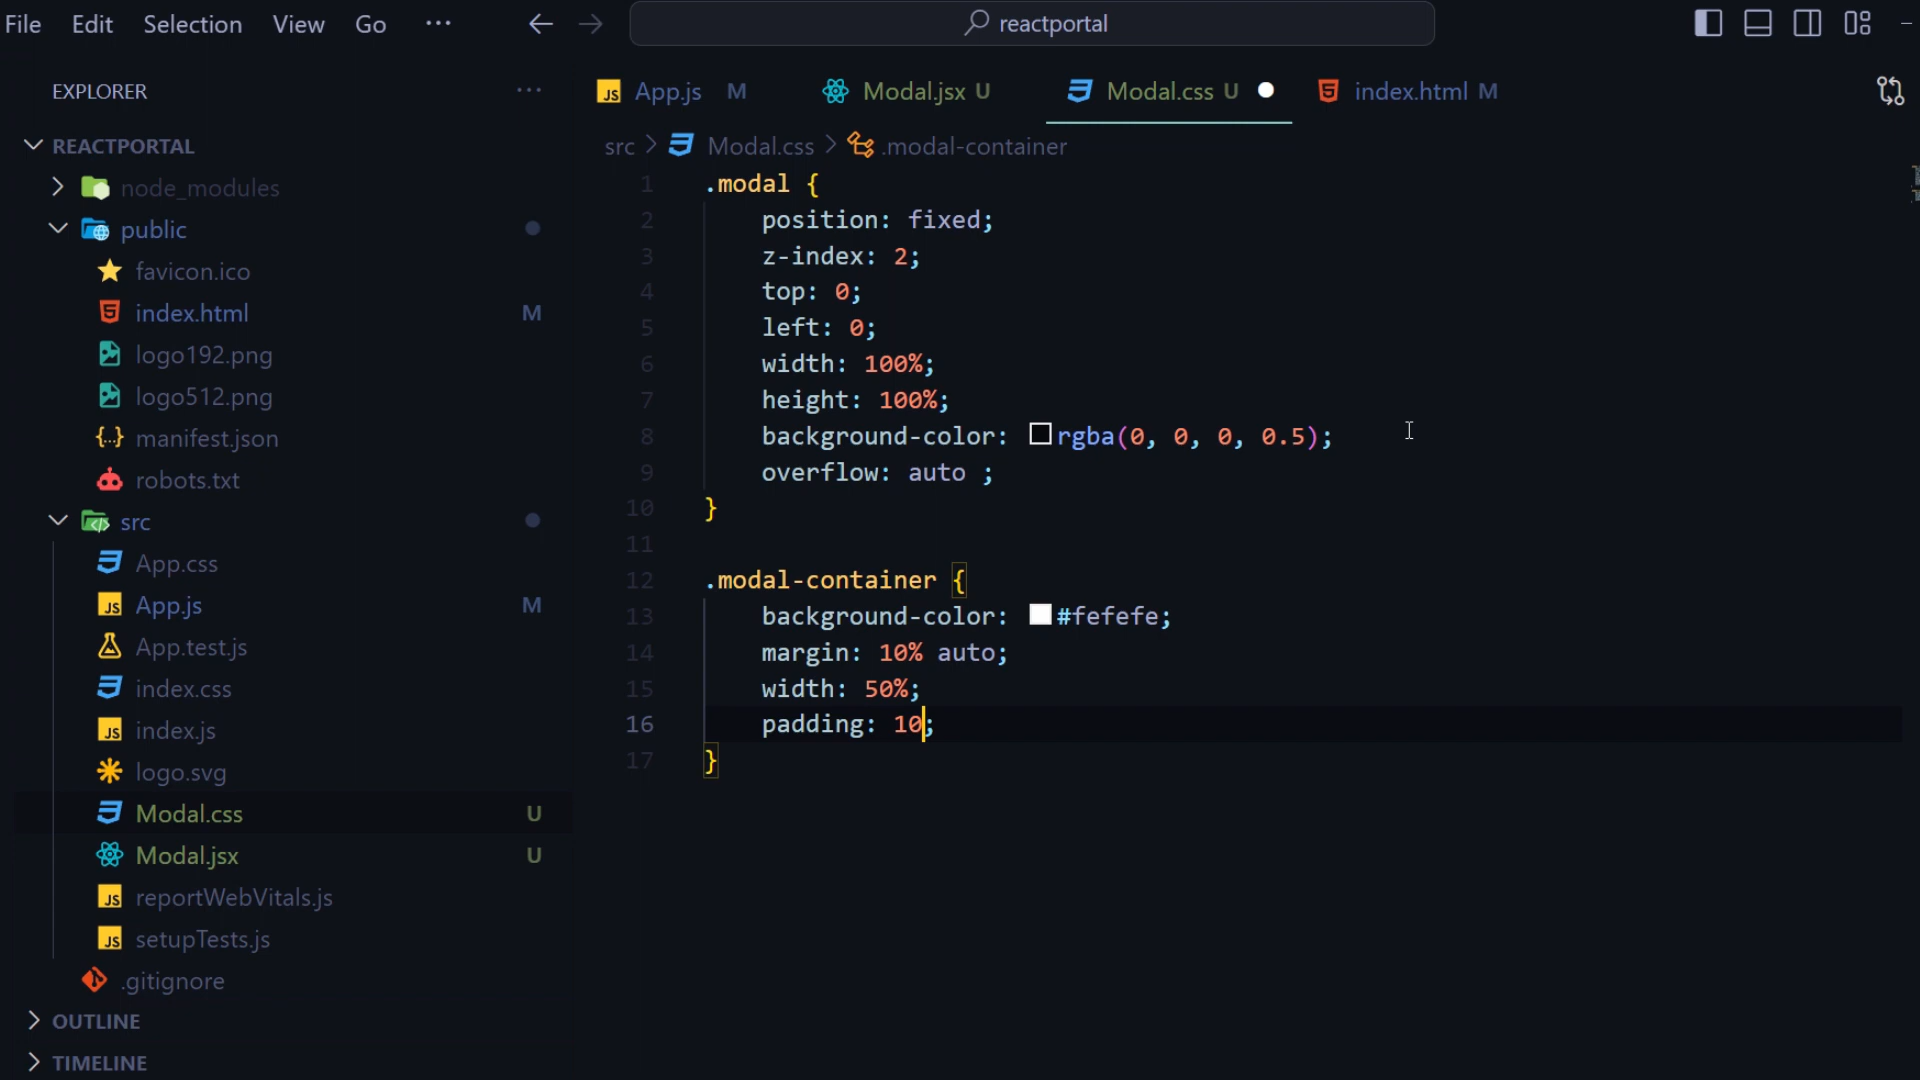 File Edit Selection View Go ··· reactportal
EXPLORER ···
App.js M Modal.jsx U Modal.css U index.html M
REACTPORTAL
src > Modal.css > .modal-container
node_modules
public
favicon.ico
index.html M
logo192.png
logo512.png
manifest.json
robots.txt
src
App.css
App.js M
App.test.js
index.css
index.js
logo.svg
Modal.css U
Modal.jsx U
reportWebVitals.js
setupTests.js
.gitignore
OUTLINE
TIMELINE
1 .modal {
2 position: fixed;
3 z-index: 2;
4 top: 0;
5 left: 0;
6 width: 100%;
7 height: 100%;
8 background-color: rgba(0, 0, 0, 0.5);
9 overflow: auto ;
10 }
11
12 .modal-container {
13 background-color: #fefefe;
14 margin: 10% auto;
15 width: 50%;
16 padding: 10;
17 }